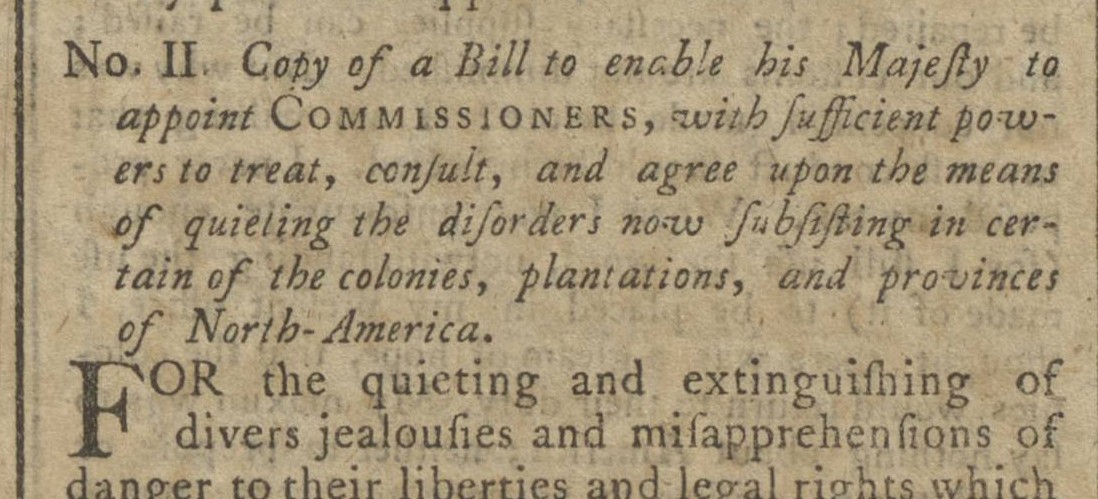 No. II. Copy of a Bill to enable his Majeſty to
appoint COMMISSIONERS, with ſufficient pow-
ers to treat, conſult, and agree upon the means
of quieting the diſorders now ſubſiſting in cer-
tain of the colonies, plantations, and provinces
of North-America.
FOR the quieting and extinguiſhing of
divers jealouſies and miſapprehenſions of
danger to their liberties and legal rights which